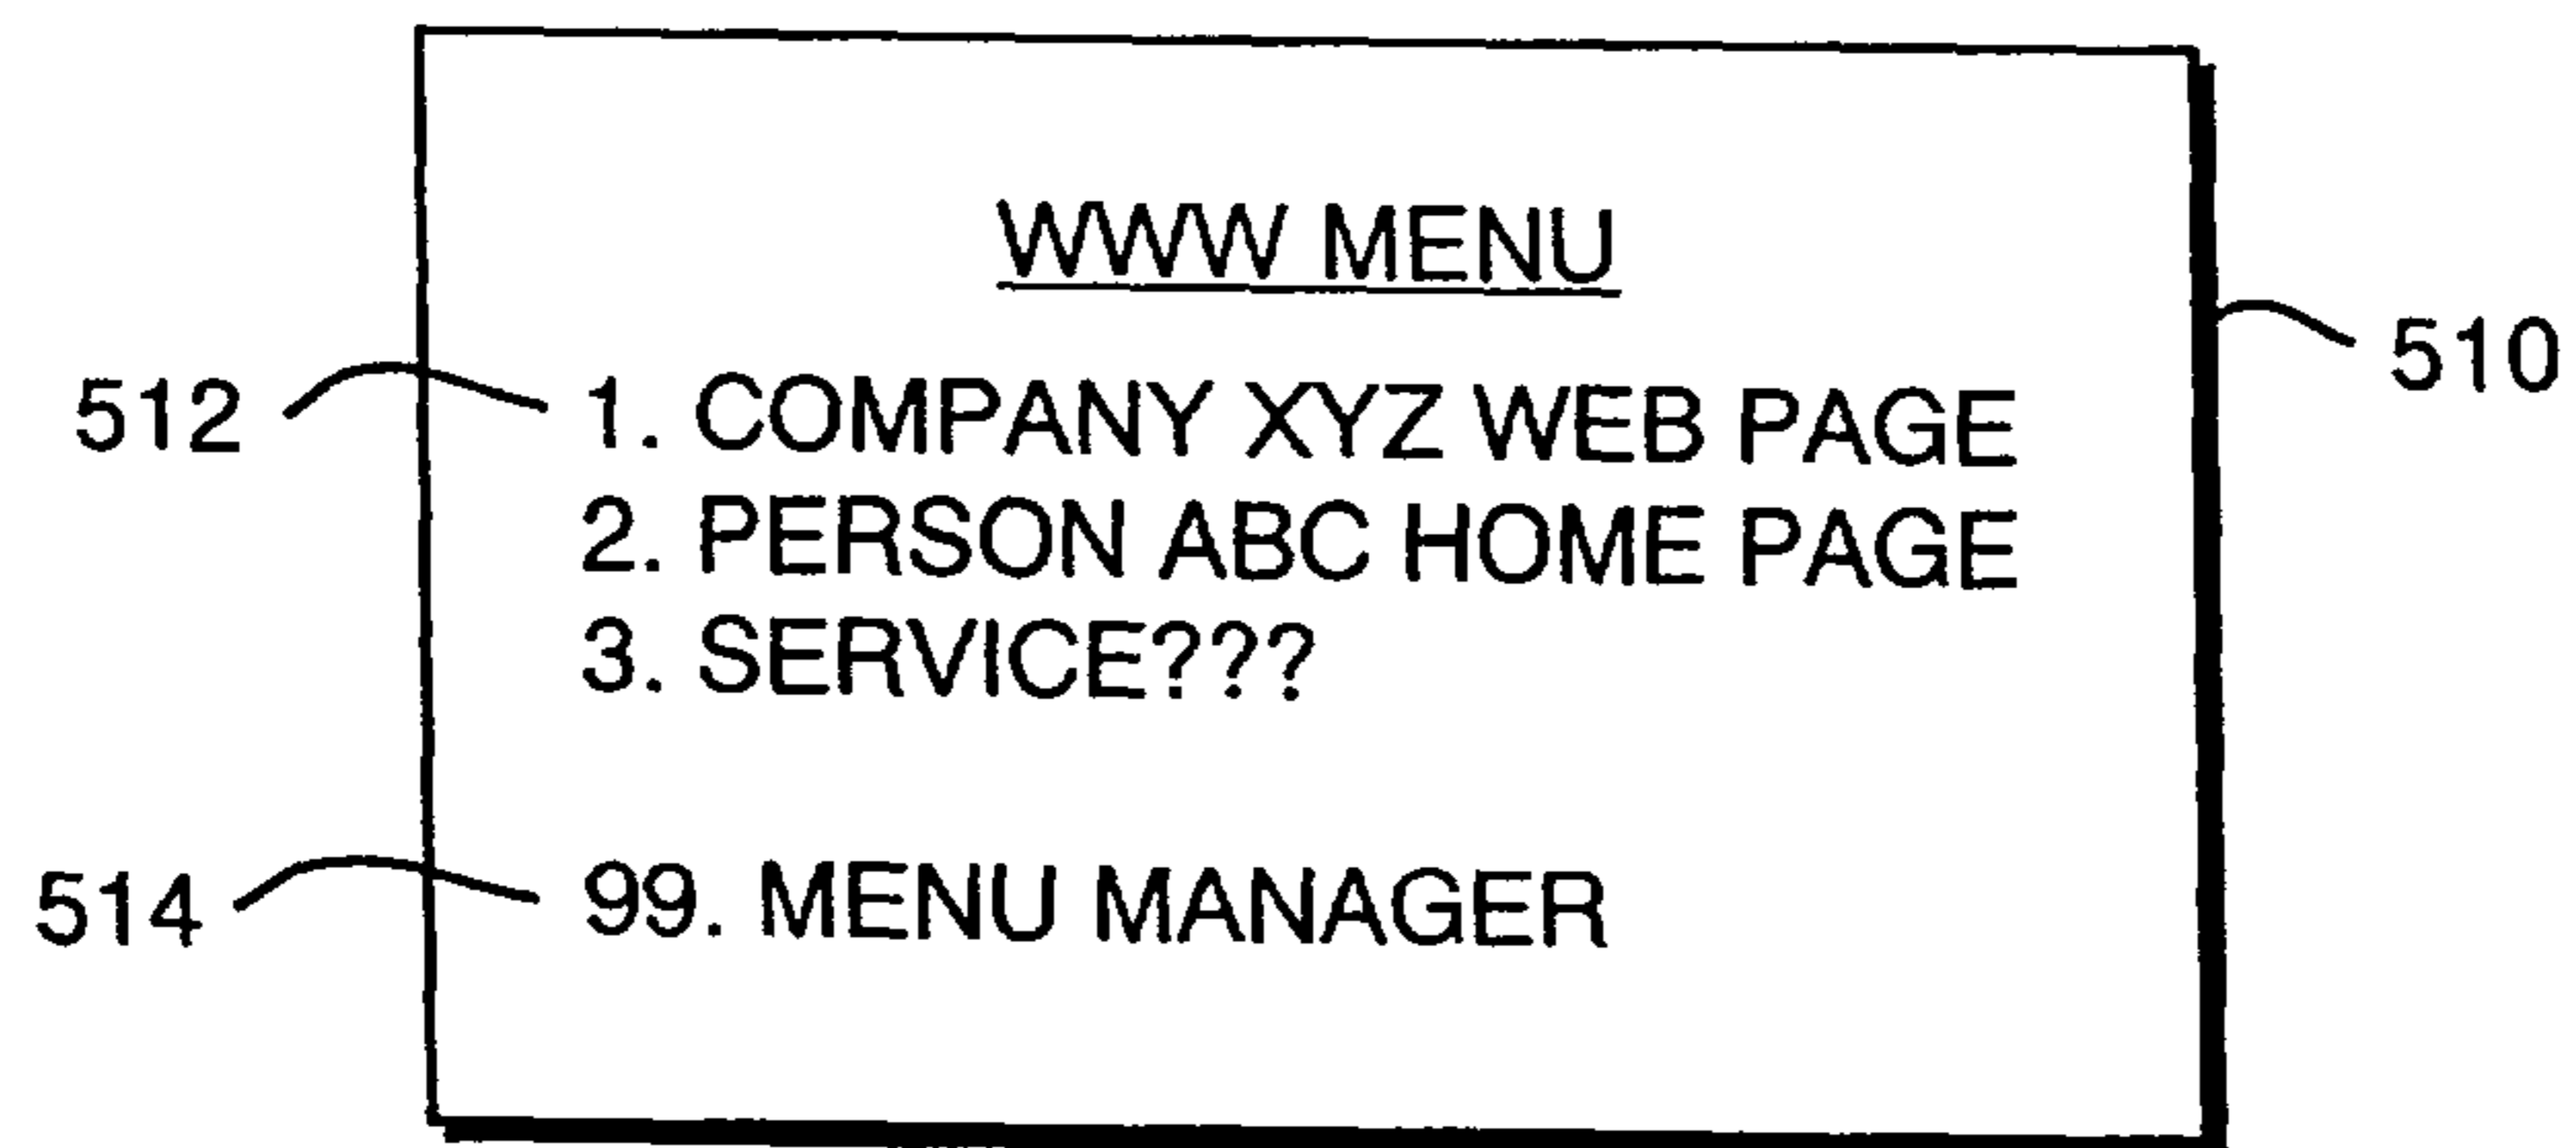 WWW MENU
510
512
1. COMPANY XYZ WEB PAGE
2. PERSON ABC HOME PAGE
3. SERVICE???
514
99. MENU MANAGER